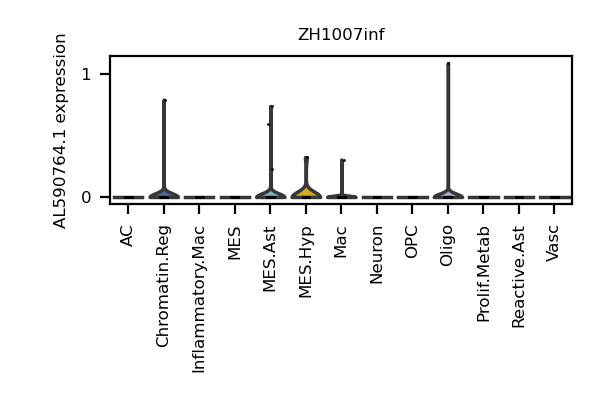 ZH1007inf
AL590764.1 expression
1
0
AC
Chromatin.Reg
Inflammatory.Mac
MES
MES.Ast
MES.Hyp
Mac
Neuron
OPC
Oligo
Prolif.Metab
Reactive.Ast
Vasc